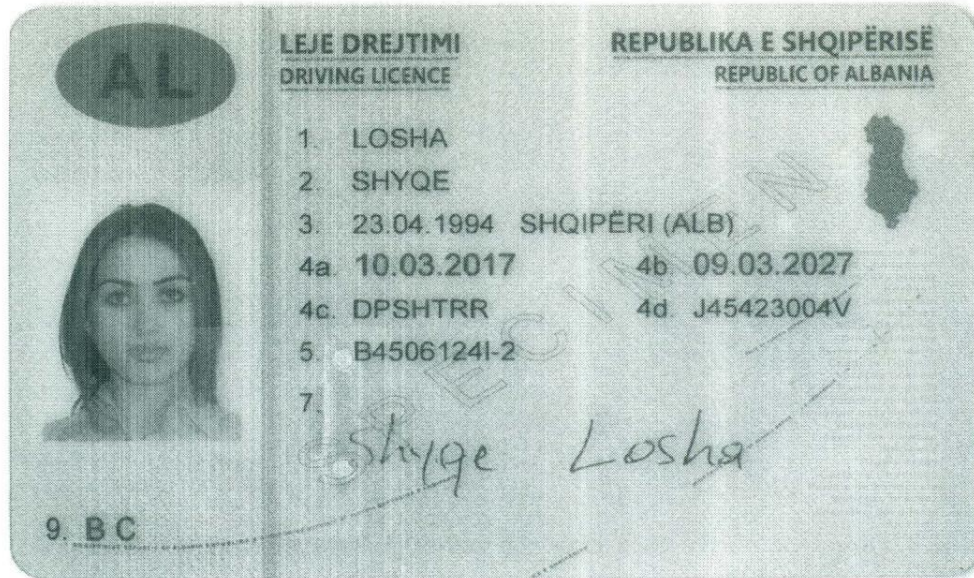 AL
LEJE DREJTIMI
DRIVING LICENCE
REPUBLIKA E SHQIPËRISË
REPUBLIC OF ALBANIA
1. LOSHA
2. SHYQE
3. 23.04.1994 SHQIPËRI (ALB)
4a. 10.03.2017 4b. 09.03.2027
4c. DPSHTRR 4d. J45423004V
5. B4506124I-2
7.
Shyqe Losha
SPECIMEN
9. B C